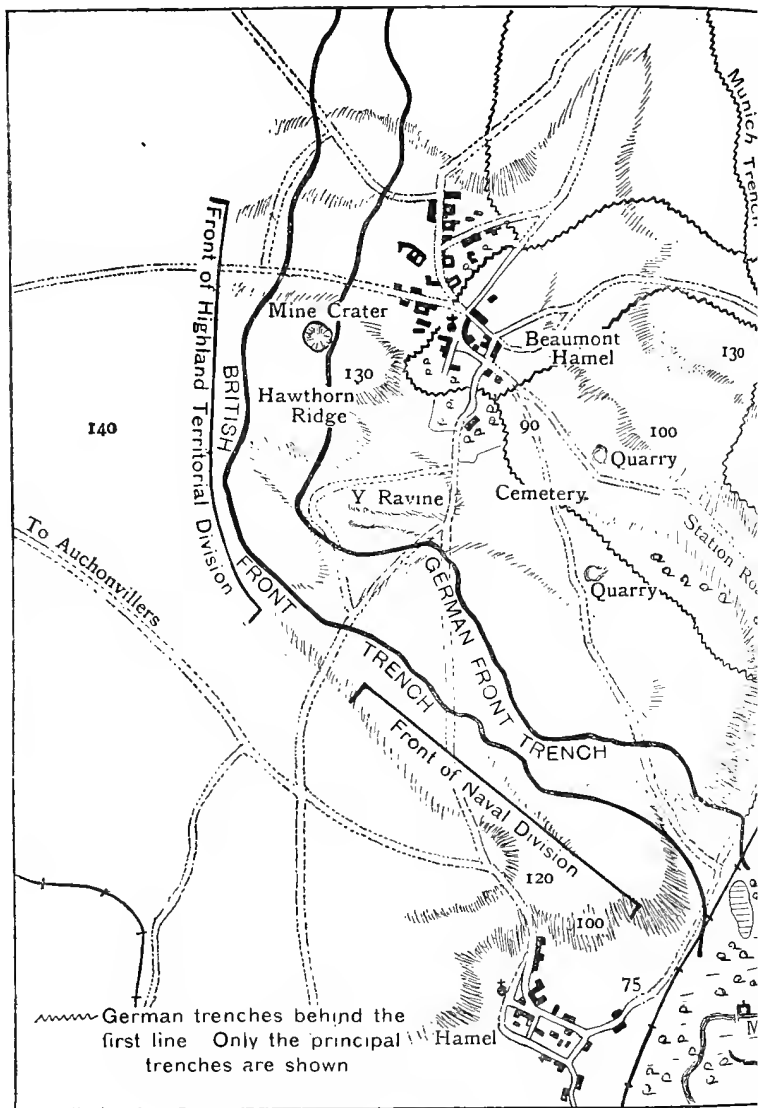 Munich Trench
Front of Highland Territorial Division
Mine Crater
130
Hawthorn
Ridge
BRITISH
Beaumont
Hamel
130
140
90
100
Quarry
Y Ravine
Cemetery
Station
To Auchonvillers
Quarry
FRONT
TRENCH
GERMAN FRONT TRENCH
Front of Naval Division
120
100
75
Hamel
German trenches behind the
first line Only the principal
trenches are shown